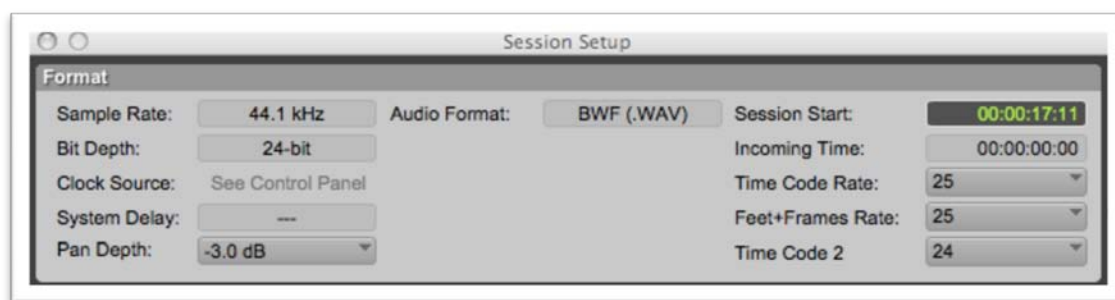 Session Setup
Format
Sample Rate: 44.1 kHz Audio Format: BWF (.WAV) Session Start: 00:00:17:11
Bit Depth: 24-bit Incoming Time: 00:00:00:00
Clock Source: See Control Panel Time Code Rate: 25
System Delay: --- Feet+Frames Rate: 25
Pan Depth: -3.0 dB Time Code 2 24